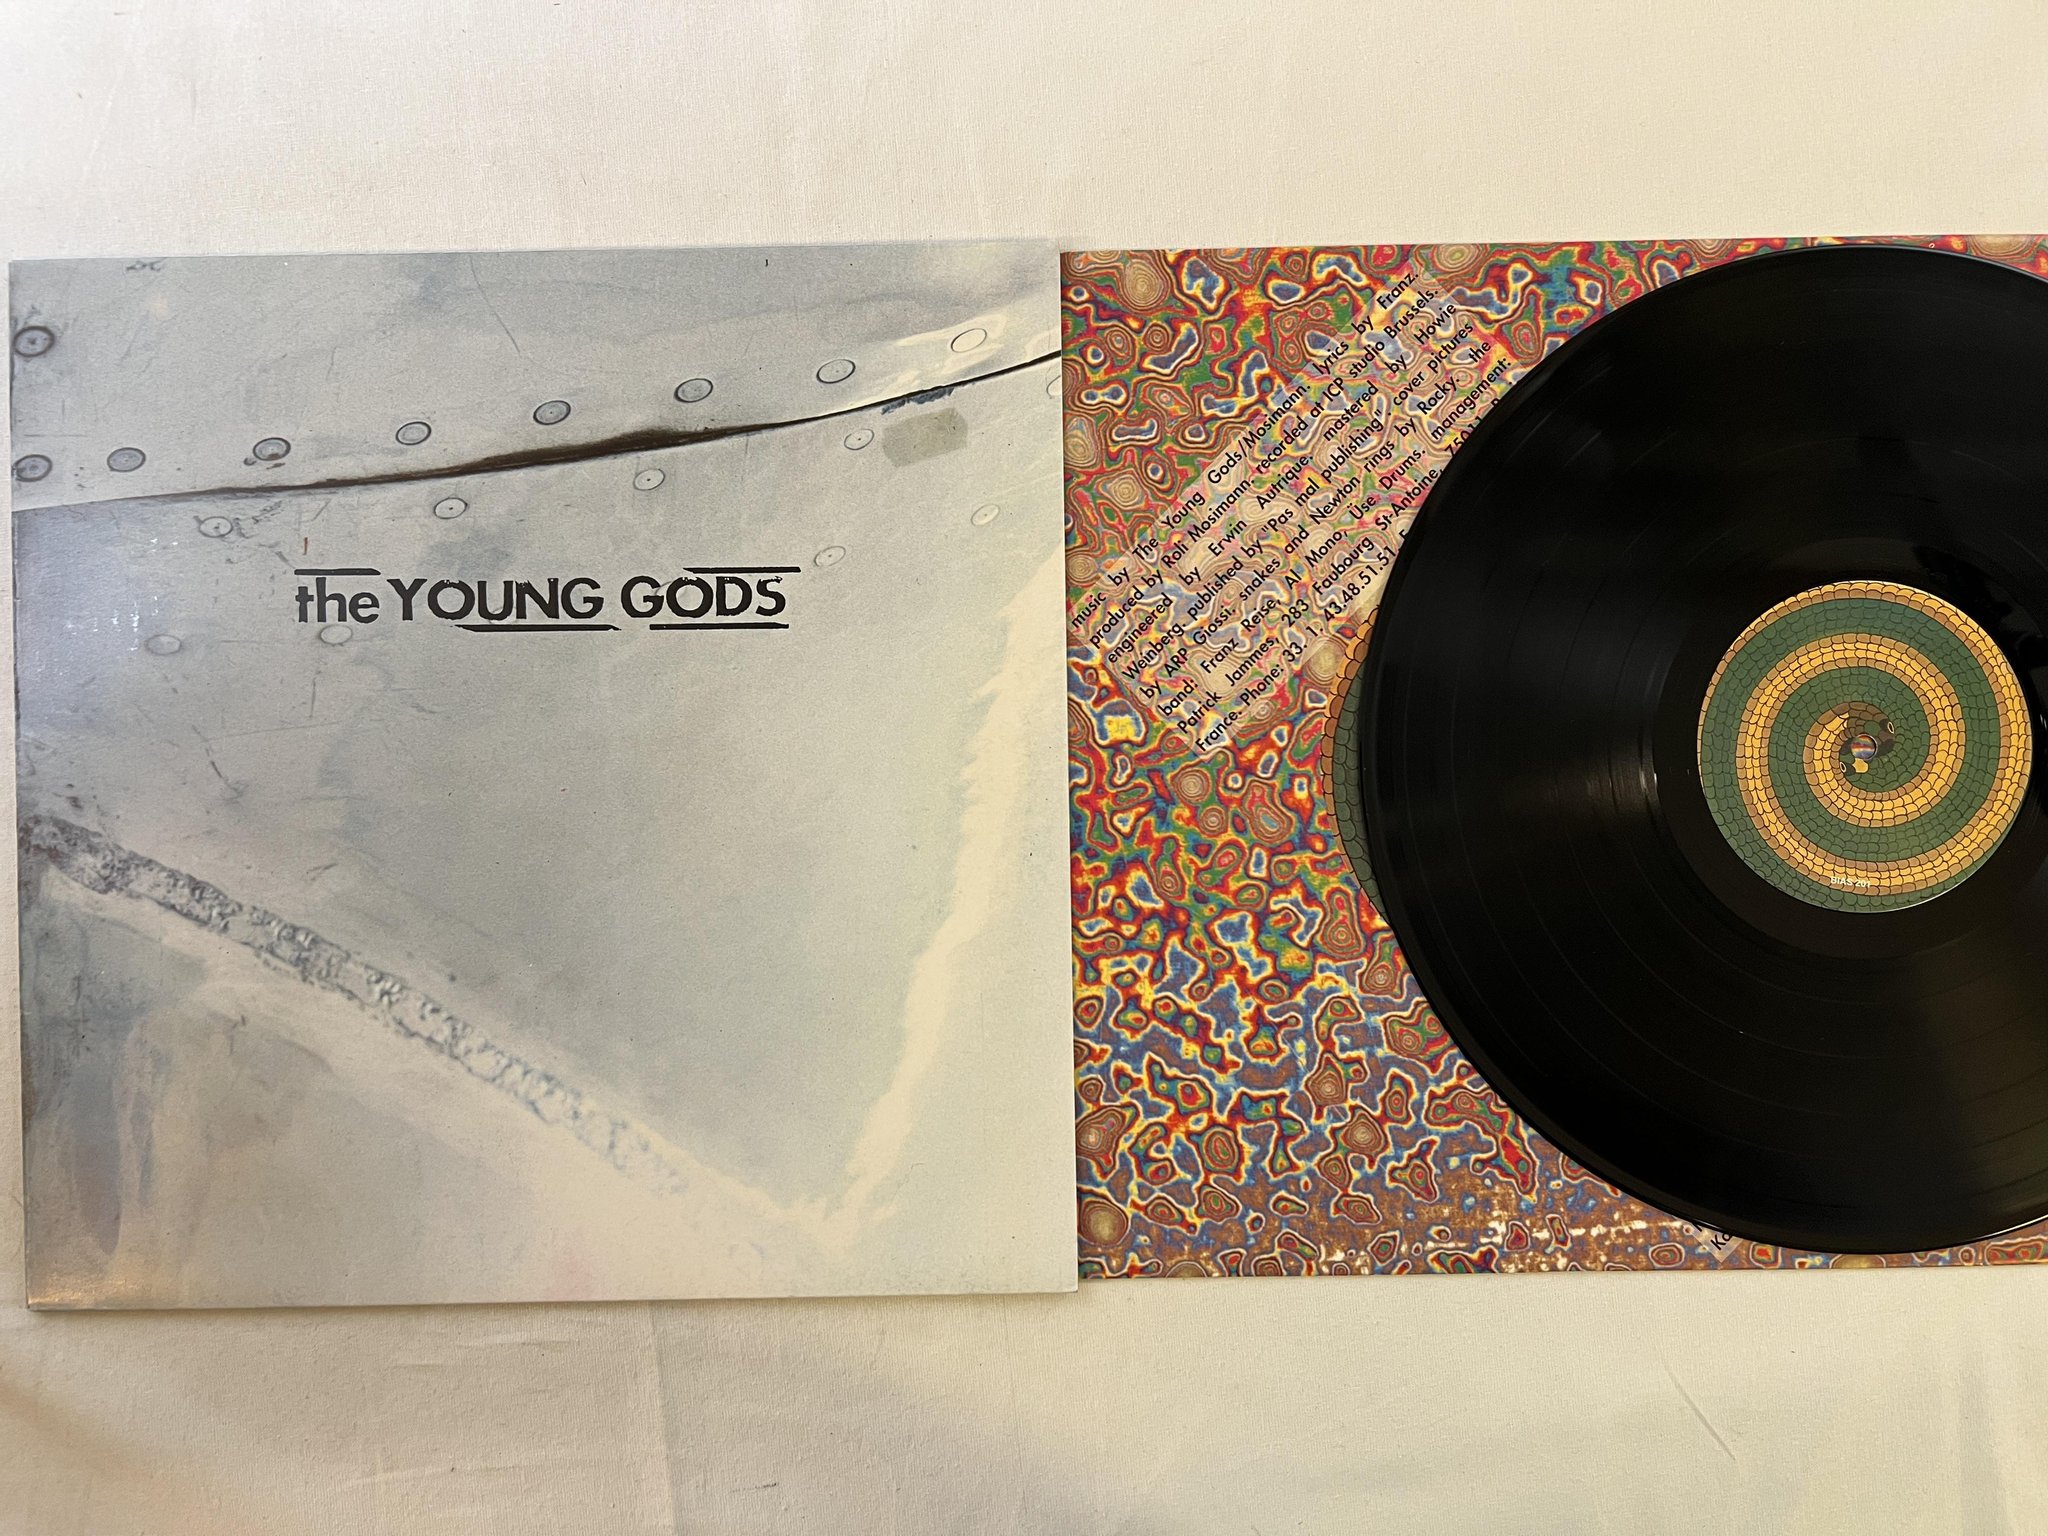 the YOUNG GODS
music by The Young Gods/Mosimann. lyrics by Franz.
produced by Roli Mosimann. recorded at ICP studio Brussels.
engineered by Erwin Autrique. mastered by Howie
Weinberg. published by "Pas mal publishing" cover pictures
by ARP Giossi. snakes and Newton rings by Rocky. the
band: Franz Reise, Al Mono, Use Drums. management:
Patrick Jammes, 283 Faubourg St-Antoine, 75011
France. Phone: 33. 1. 43.48.51.51.
BIAS 201